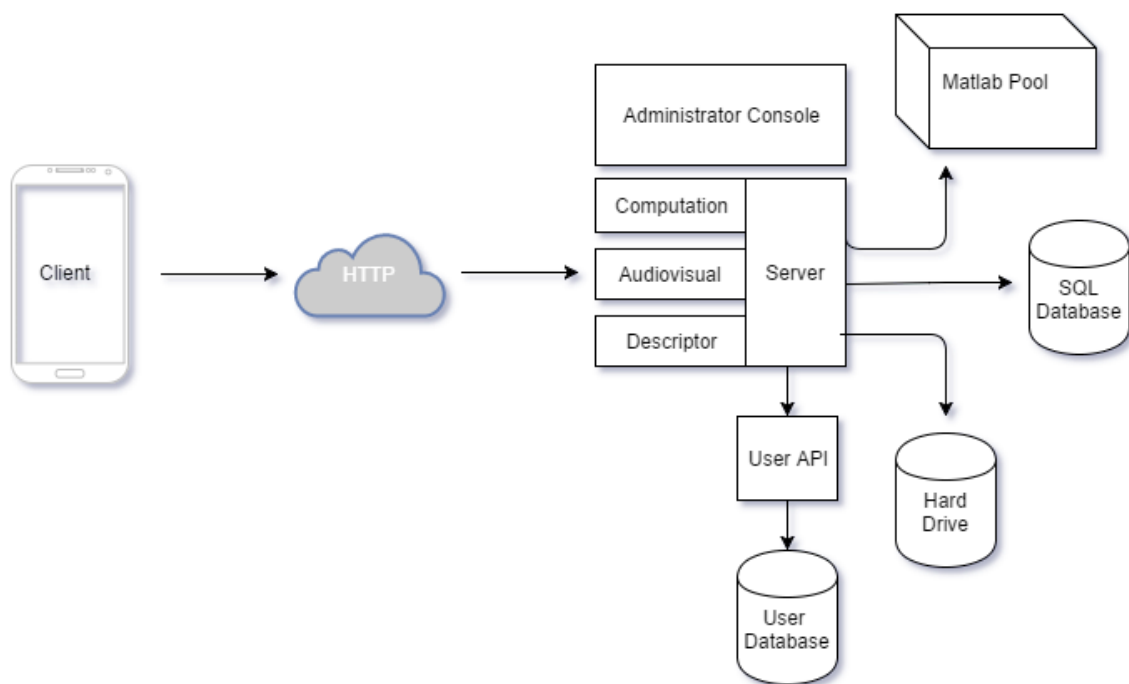 Matlab Pool
Administrator Console
Computation
Client
HTTP
Audiovisual
Server
SQL
Database
Descriptor
User API
Hard
Drive
User
Database